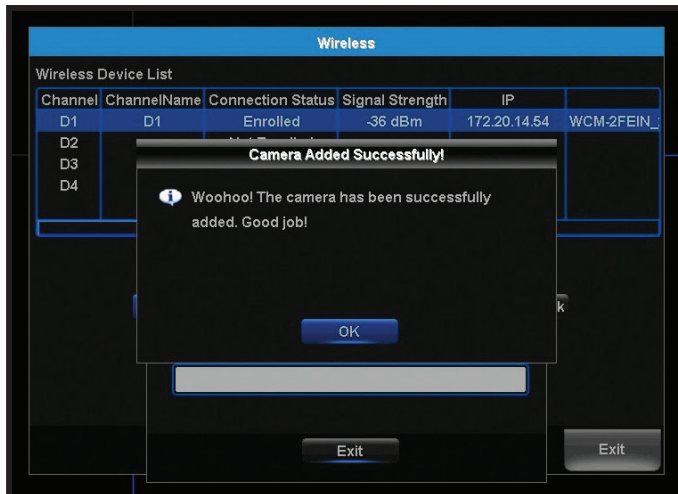 Wireless
Wireless Device List
Channel ChannelName Connection Status Signal Strength IP
D1 D1 Enrolled -36 dBm 172.20.14.54 WCM-2FEIN_
D2
D3
D4
Camera Added Successfully!
Woohoo! The camera has been successfully
added. Good job!
OK
Exit
Exit